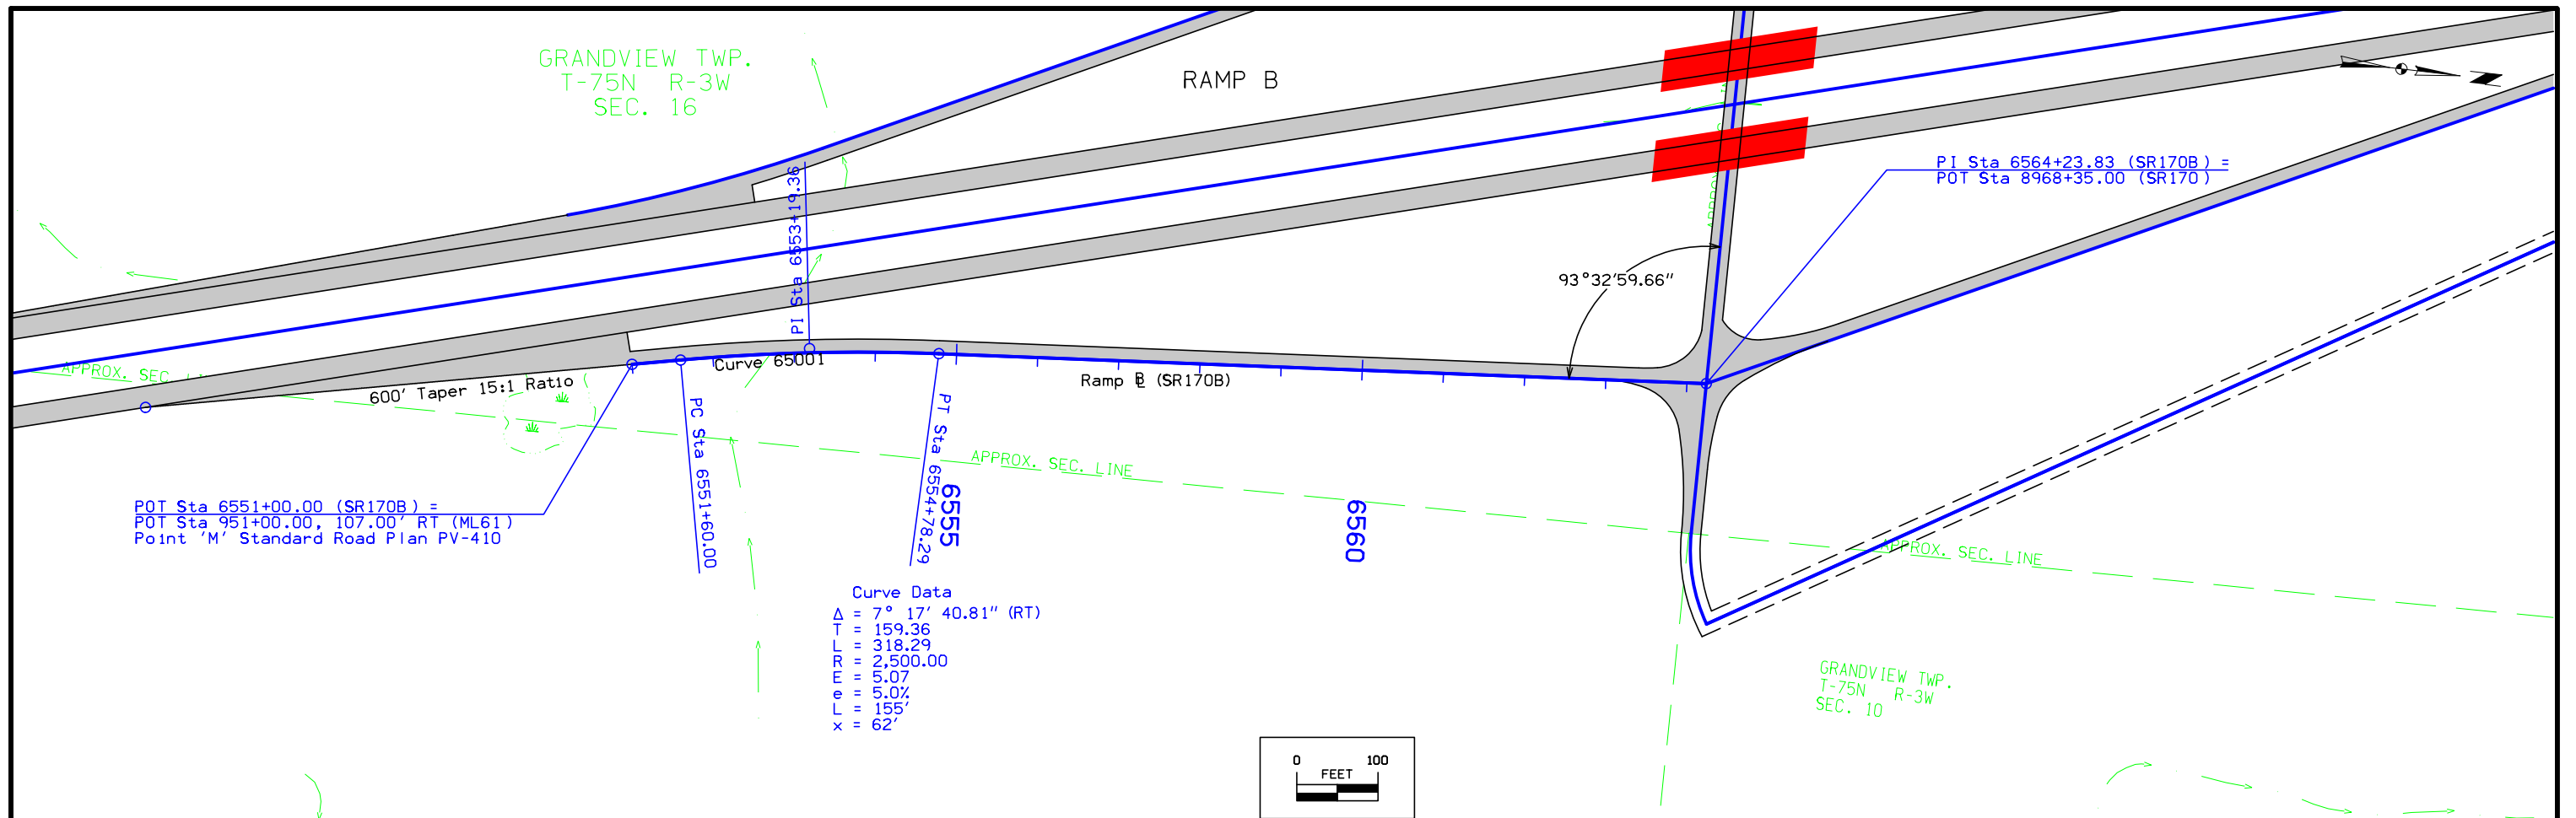 GRANDVIEW TWP.
T-75N R-3W
SEC. 16
RAMP B
PI Sta 6564+23.83 (SR170B) =
POT Sta 8968+35.00 (SR170)
PI Sta 6553+19.36
93°32'59.66"
APPROX. SEC.
600' Taper 15:1 Ratio
Curve 65001
Ramp B ℄ (SR170B)
PC Sta 6551+60.00
PT Sta 6554+78.29
APPROX. SEC. LINE
6555
6560
POT Sta 6551+00.00 (SR170B) =
POT Sta 951+00.00, 107.00' RT (ML61)
Point 'M' Standard Road Plan PV-410
APPROX. SEC. LINE
Curve Data
Δ = 7° 17' 40.81" (RT)
T = 159.36
L = 318.29
R = 2,500.00
E = 5.07
e = 5.0%
L = 155'
x = 62'
GRANDVIEW TWP.
T-75N R-3W
SEC. 10
0 100
FEET